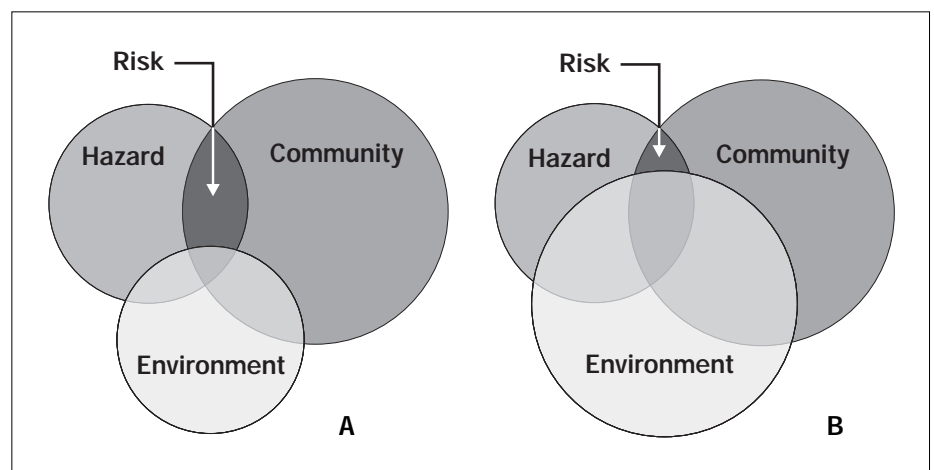 Risk
Hazard
Community
Environment
A
Risk
Hazard
Community
Environment
B